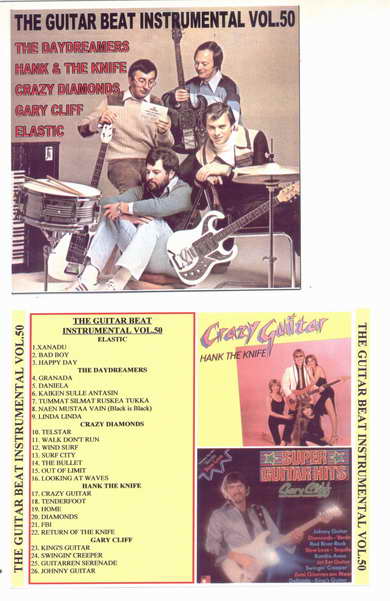 THE GUITAR BEAT INSTRUMENTAL VOL.50
THE DAYDREAMERS
HANK & THE KNIFE
CRAZY DIAMONDS
GARY CLIFF
ELASTIC
THE GUITAR BEAT INSTRUMENTAL VOL.50
THE GUITAR BEAT
INSTRUMENTAL VOL.50
ELASTIC
1.XANADU
2. BAD BOY
3. HAPPY DAY
THE DAYDREAMERS
4. GRANADA
5. DANIELA
6. KAIKEN SULLE ANTASIN
7. TUMMAT SILMAT RUSKEA TUKKA
8. NAEN MUSTAA VAIN (Black is Black)
9. LINDA LINDA
CRAZY DIAMONDS
10. TELSTAR
11. WALK DON'T RUN
12. WIND SURF
13. SURF CITY
14. THE BULLET
15. OUT OF LIMIT
16. LOOKING AT WAVES
HANK THE KNIFE
17. CRAZY GUITAR
18. TENDERFOOT
19. HOME
20. DIAMONDS
21. FBI
22. RETURN OF THE KNIFE
GARY CLIFF
23. KING'S GUITAR
24. SWINGIN' CREEPER
25. GUITARREN SERENADE
26. JOHNNY GUITAR
Crazy Guitar
HANK THE KNIFE
SUPER
GUITAR HITS
Gary Cliff
Johnny Guitar
Red River Rock
THE GUITAR BEAT INSTRUMENTAL VOL.50